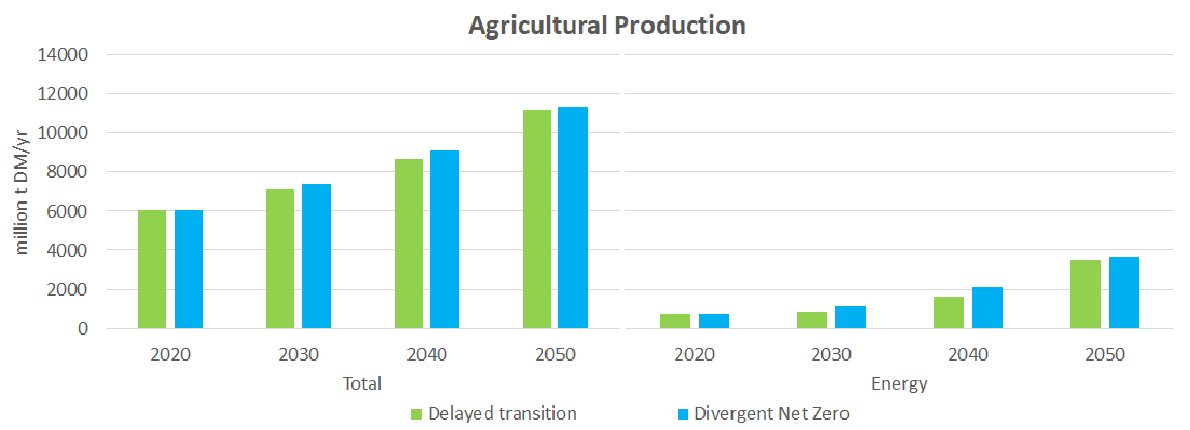 Agricultural Production
million t DM/yr
14000
12000
10000
8000
6000
4000
2000
0
2020 2030 2040 2050 2020 2030 2040 2050
Total Energy
Delayed transition Divergent Net Zero